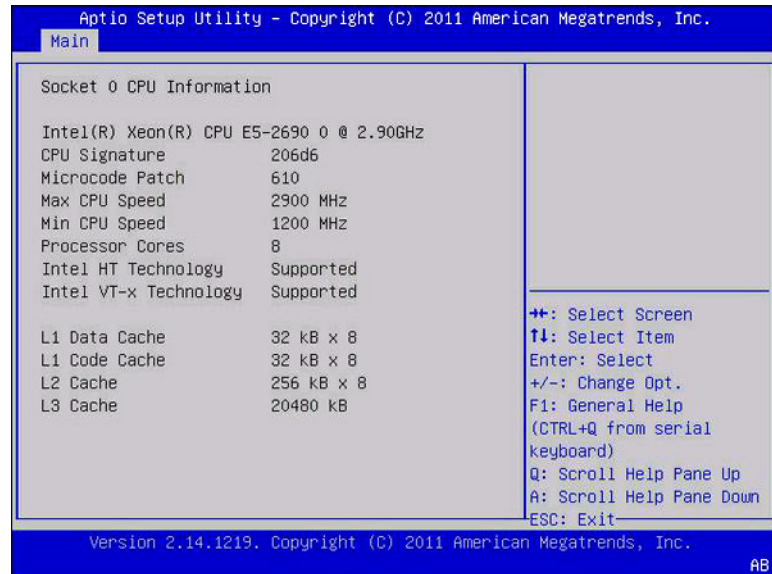 Aptio Setup Utility – Copyright (C) 2011 American Megatrends, Inc.
Main
Socket 0 CPU Information
Intel(R) Xeon(R) CPU E5-2690 0 @ 2.90GHz
CPU Signature 206d6
Microcode Patch 610
Max CPU Speed 2900 MHz
Min CPU Speed 1200 MHz
Processor Cores 8
Intel HT Technology Supported
Intel VT-x Technology Supported
L1 Data Cache 32 kB x 8
L1 Code Cache 32 kB x 8
L2 Cache 256 kB x 8
L3 Cache 20480 kB
→←: Select Screen
↑↓: Select Item
Enter: Select
+/-: Change Opt.
F1: General Help
(CTRL+Q from serial
keyboard)
Q: Scroll Help Pane Up
A: Scroll Help Pane Down
ESC: Exit
Version 2.14.1219. Copyright (C) 2011 American Megatrends, Inc.
AB